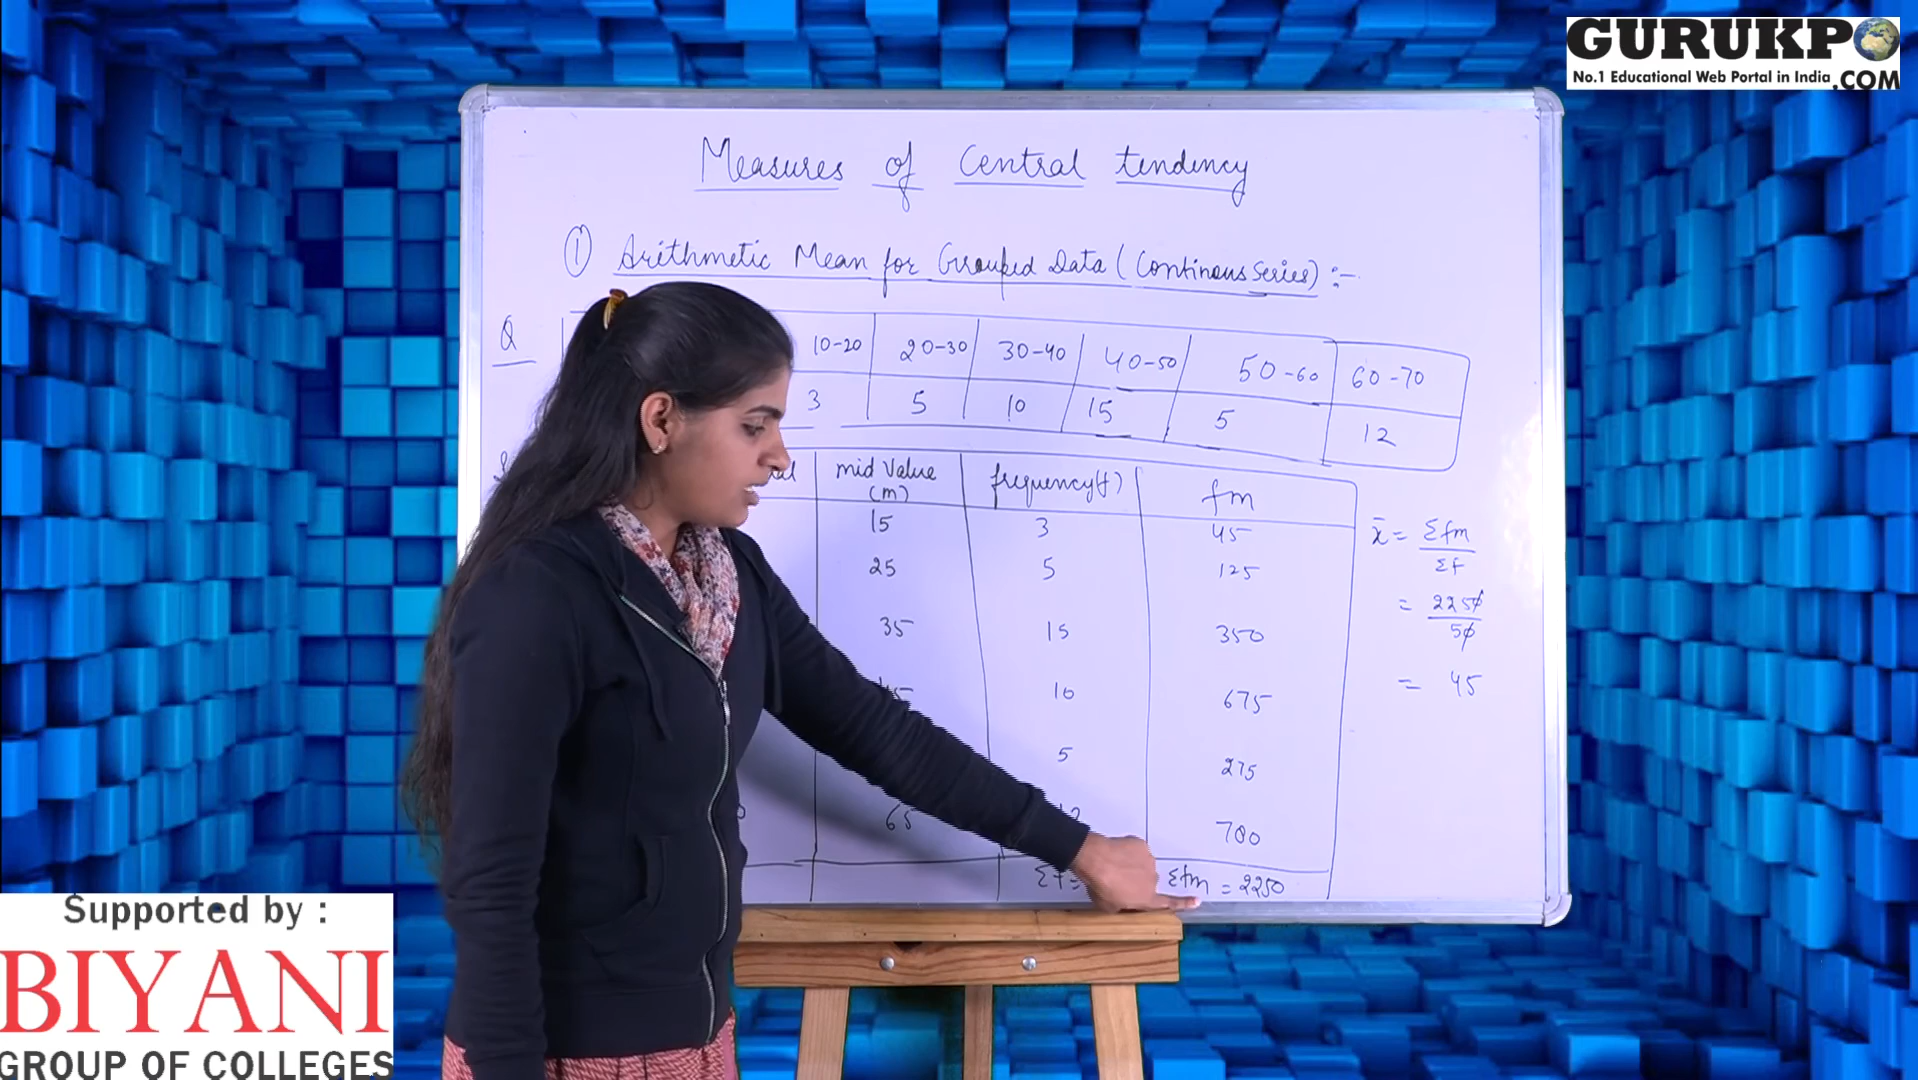 GURUKPO
No.1 Educational Web Portal in India .COM
Measures of Central tendency
① Arithmetic Mean for Grouped Data (Continous Series) :-
Q 10-20 20-30 30-40 40-50 50-60 60-70
3 5 10 15 5 12
mid Value (m) frequency(f) fm
15 3 45
25 5 125
35 15 350
10 675
5 275
65 780
Σfm = 2250
x̄ = Σfm / Σf
= 2250 / 50
= 45
Supported by :
BIYANI
GROUP OF COLLEGES